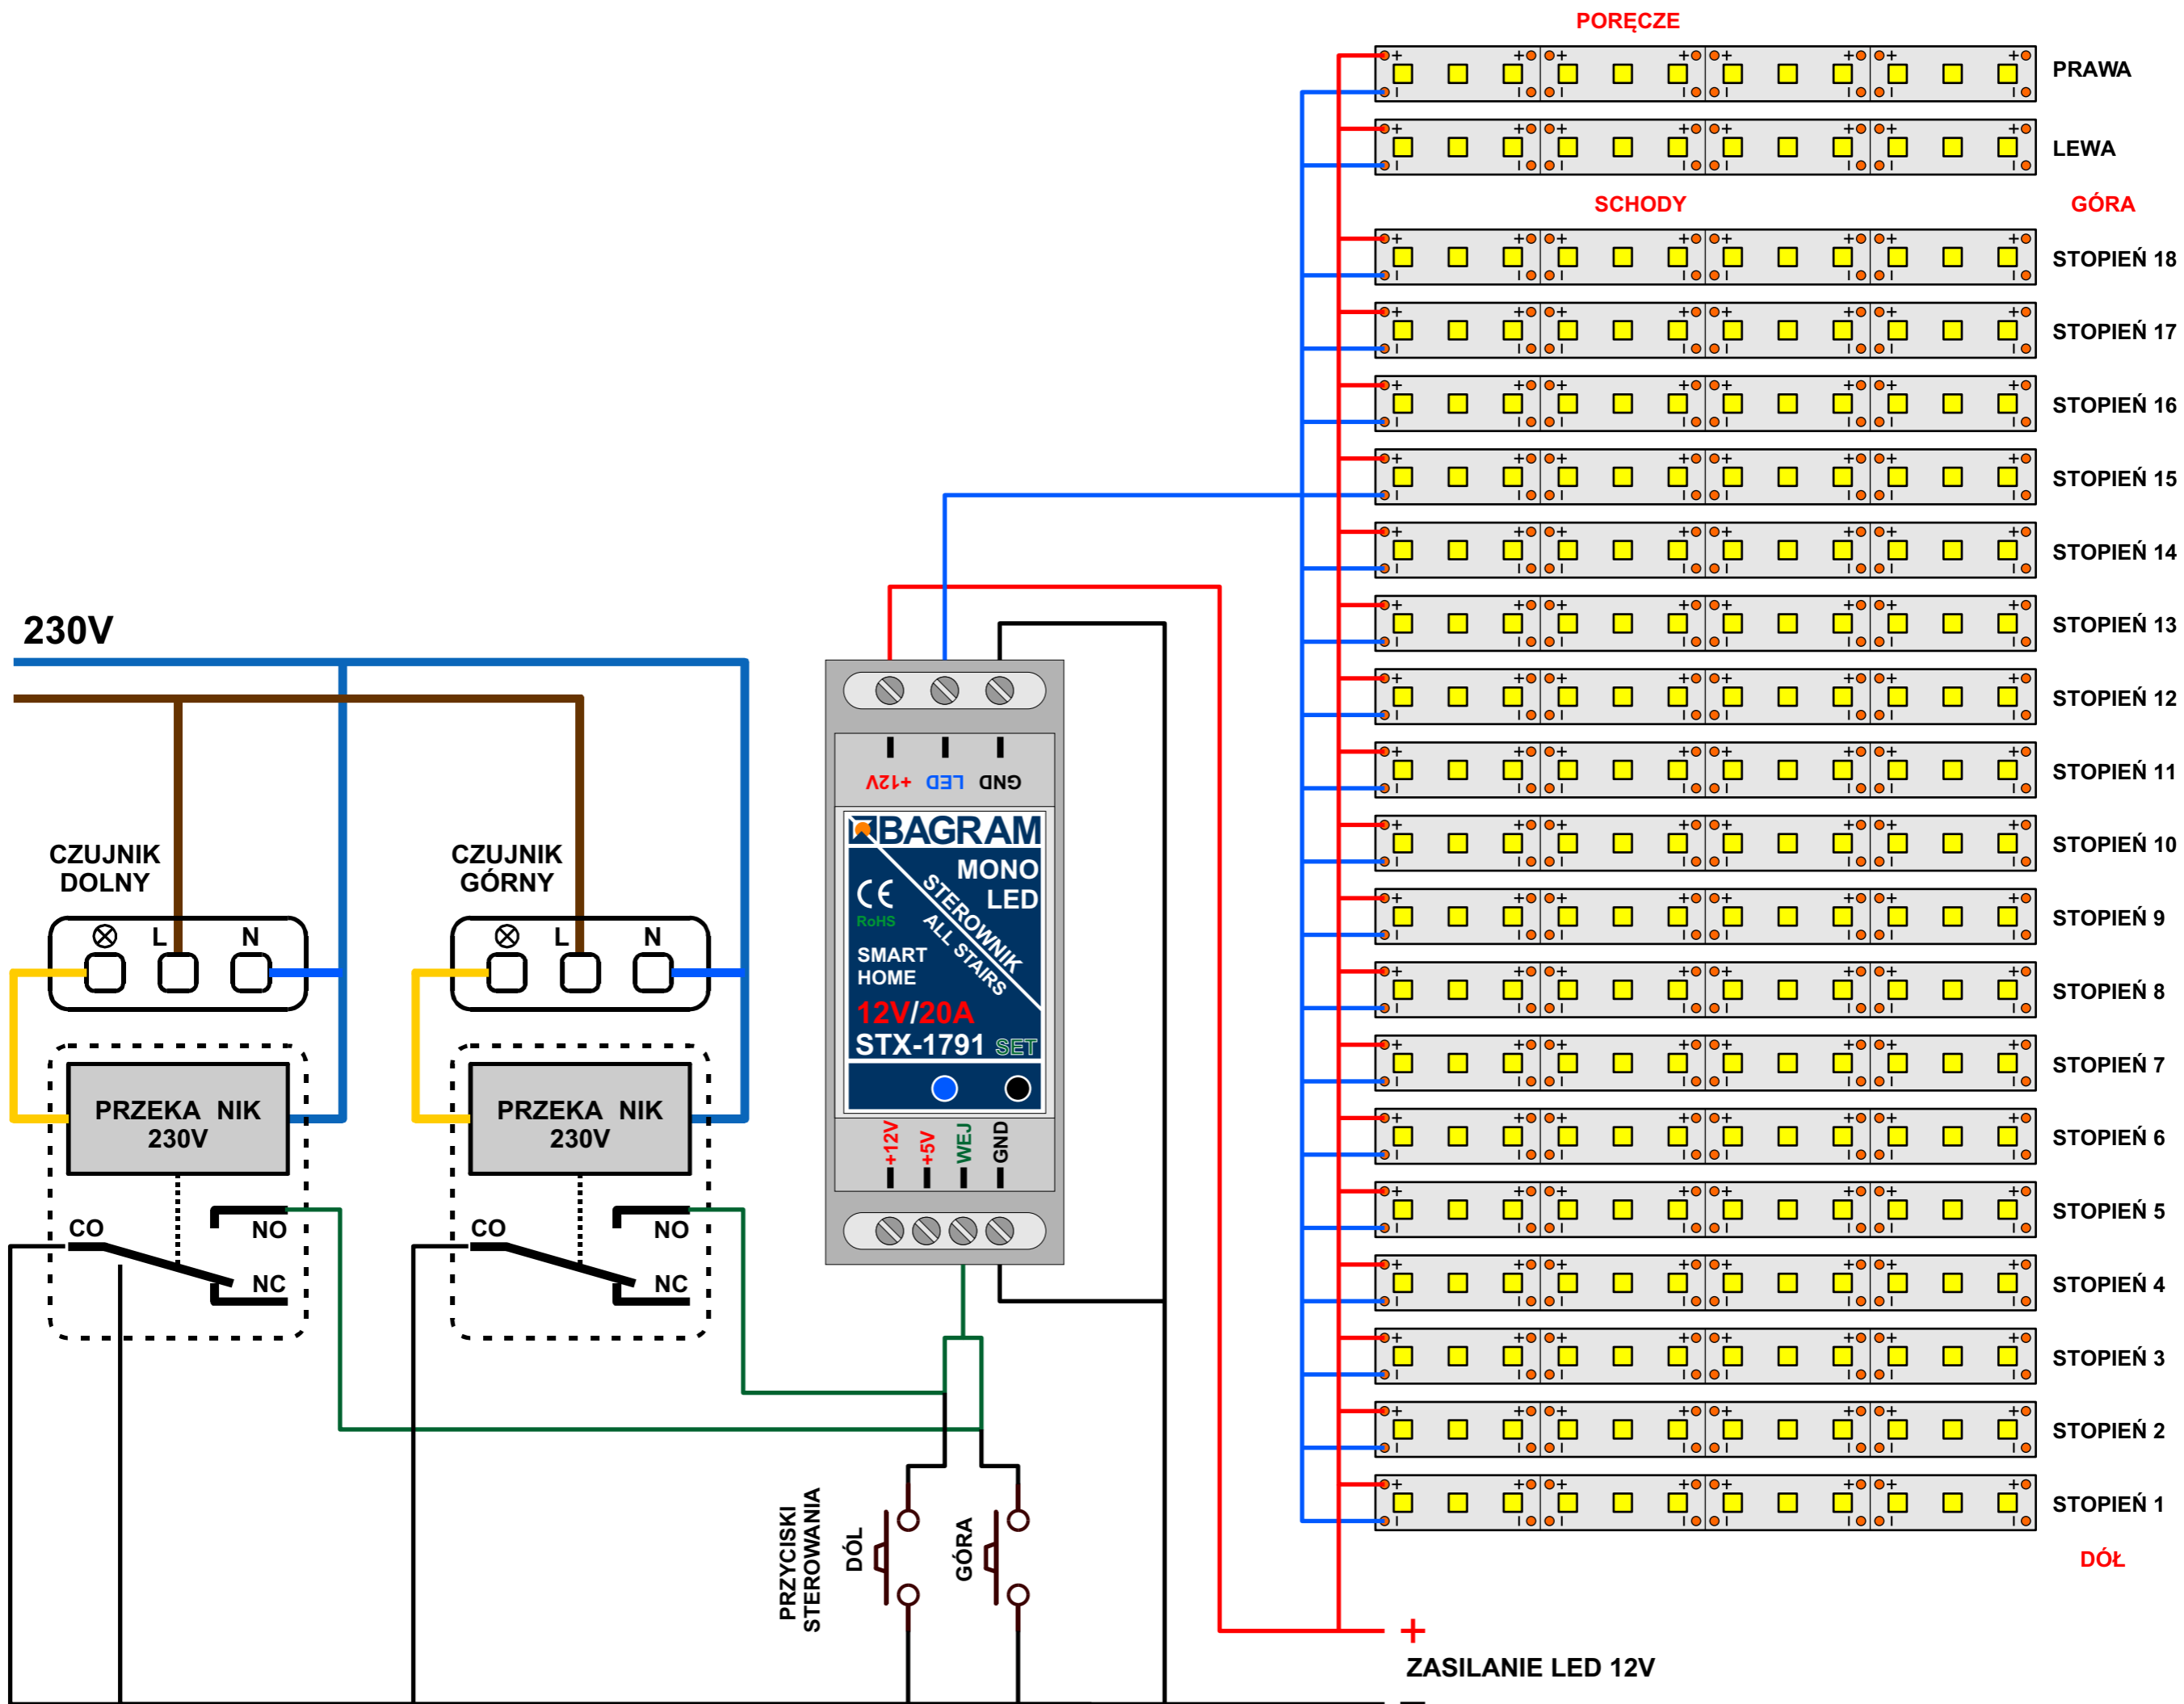 PORĘCZE
PRAWA
LEWA
SCHODY
GÓRA
STOPIEŃ 18
STOPIEŃ 17
STOPIEŃ 16
STOPIEŃ 15
STOPIEŃ 14
STOPIEŃ 13
STOPIEŃ 12
STOPIEŃ 11
STOPIEŃ 10
STOPIEŃ 9
STOPIEŃ 8
STOPIEŃ 7
STOPIEŃ 6
STOPIEŃ 5
STOPIEŃ 4
STOPIEŃ 3
STOPIEŃ 2
STOPIEŃ 1
DÓŁ
230V
CZUJNIK
DOLNY
L
N
PRZEKA NIK
230V
CO
NO
NC
CZUJNIK
GÓRNY
L
N
PRZEKA NIK
230V
CO
NO
NC
+12V LED GND
BAGRAM
MONO
LED
CE
RoHS
STEROWNIK
ALL STAIRS
SMART
HOME
12V/20A
STX-1791 SET
+12V
+5V
WEJ
GND
PRZYCISKI
STEROWANIA
DÓL
GÓRA
+
ZASILANIE LED 12V